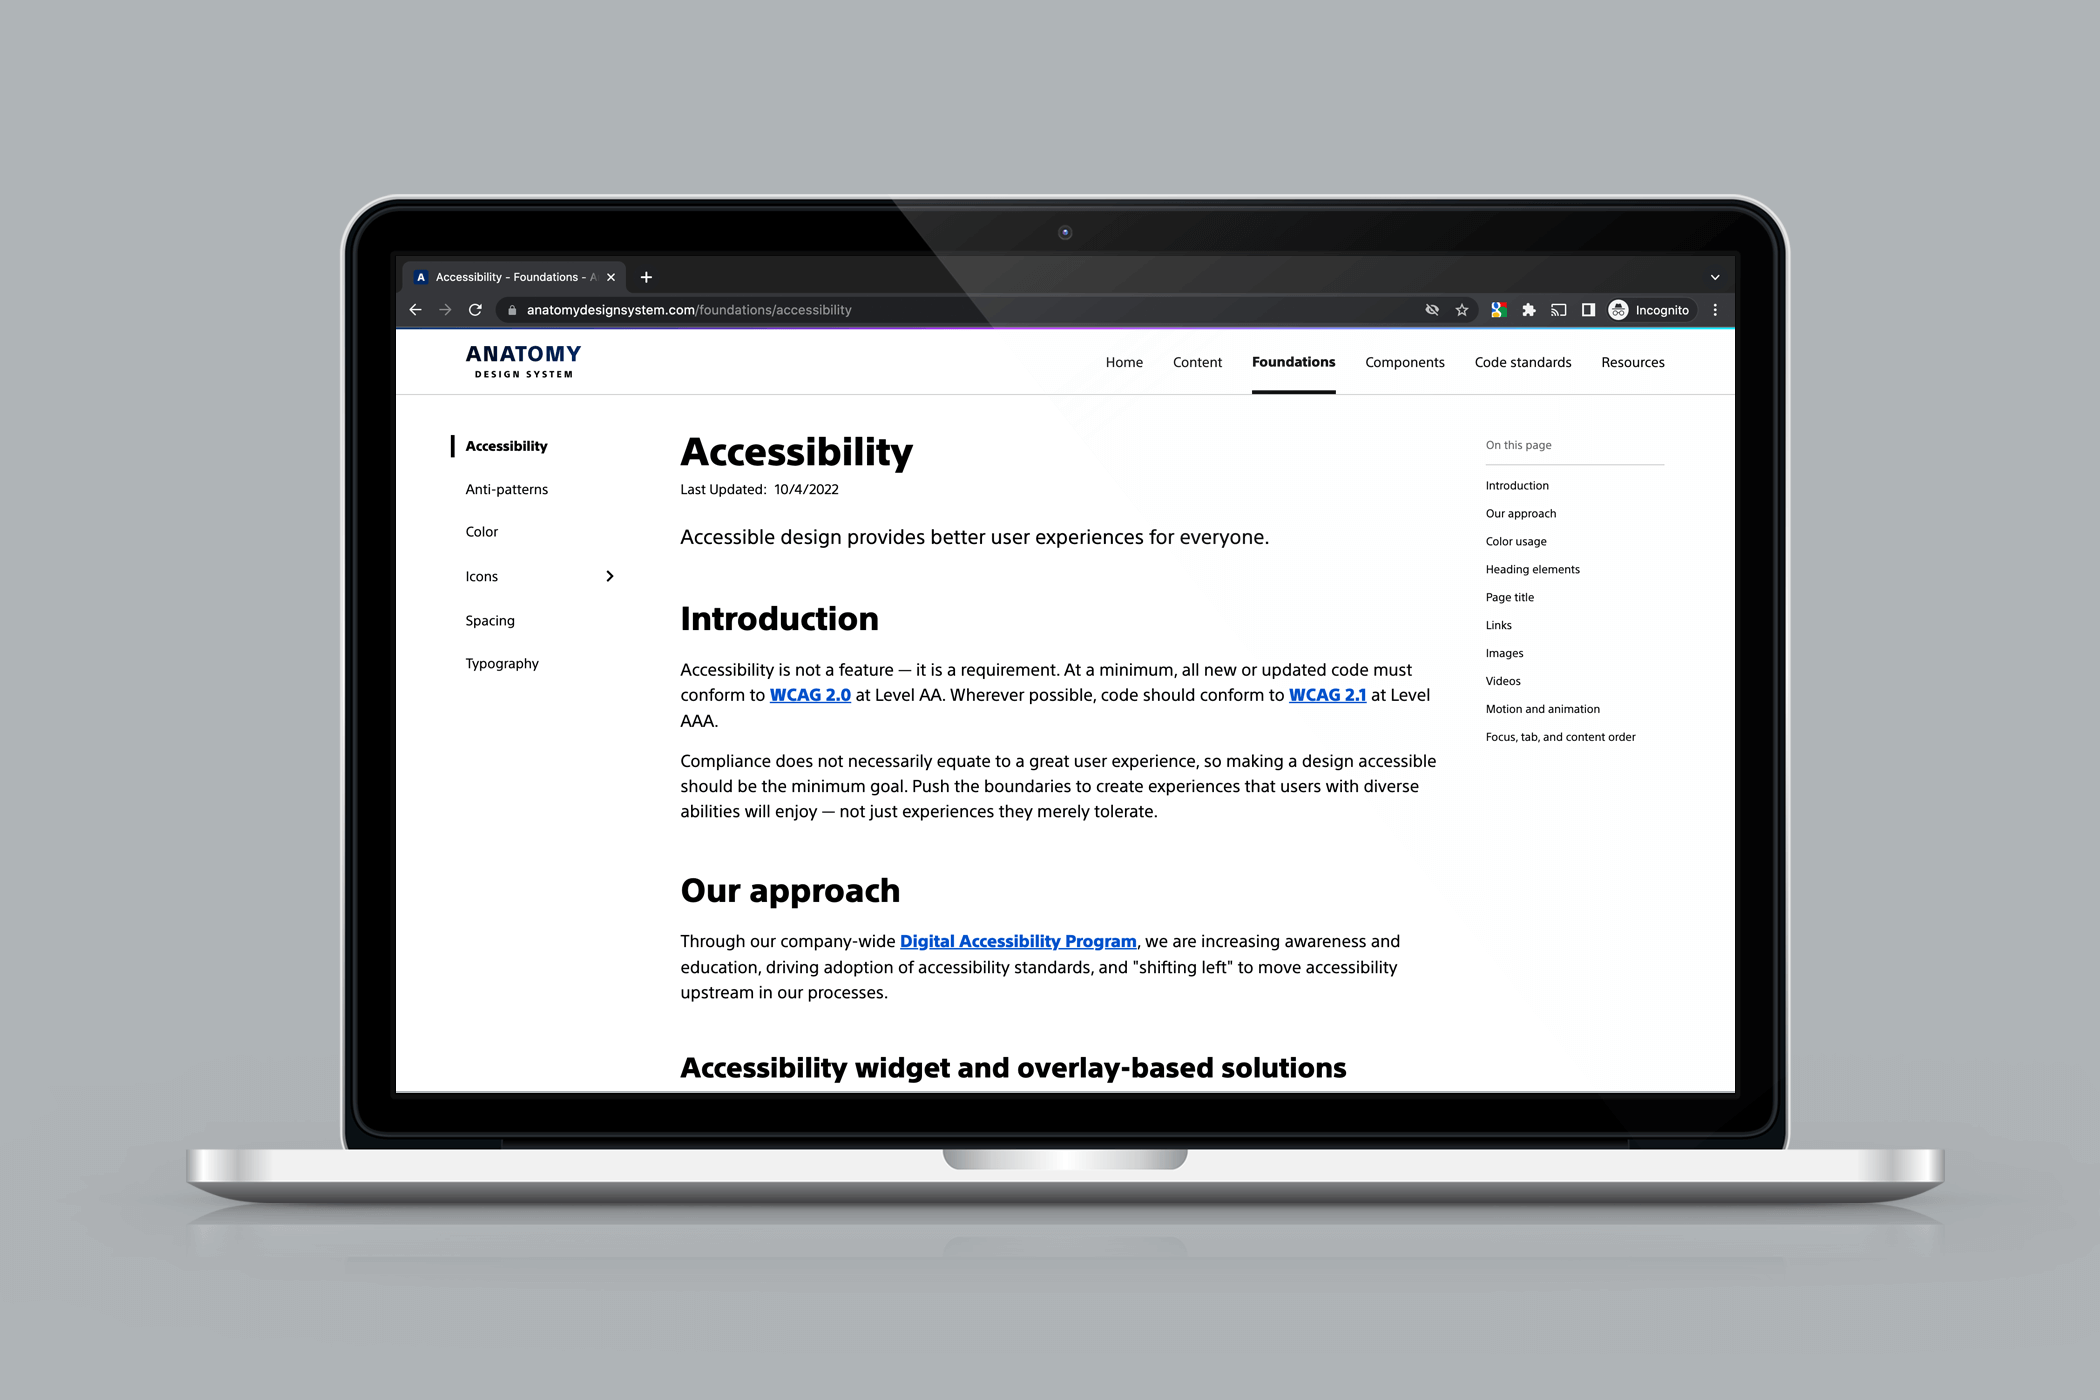 A Accessibility - Foundations - A
anatomydesignsystem.com/foundations/accessibility
Incognito
ANATOMY
DESIGN SYSTEM
Home Content Foundations Components Code standards Resources
Accessibility
Anti-patterns
Color
Icons
Spacing
Typography
Accessibility
Last Updated: 10/4/2022
Accessible design provides better user experiences for everyone.
Introduction
Accessibility is not a feature — it is a requirement. At a minimum, all new or updated code must
conform to WCAG 2.0 at Level AA. Wherever possible, code should conform to WCAG 2.1 at Level
AAA.
Compliance does not necessarily equate to a great user experience, so making a design accessible
should be the minimum goal. Push the boundaries to create experiences that users with diverse
abilities will enjoy — not just experiences they merely tolerate.
Our approach
Through our company-wide Digital Accessibility Program, we are increasing awareness and
education, driving adoption of accessibility standards, and "shifting left" to move accessibility
upstream in our processes.
Accessibility widget and overlay-based solutions
On this page
Introduction
Our approach
Color usage
Heading elements
Page title
Links
Images
Videos
Motion and animation
Focus, tab, and content order